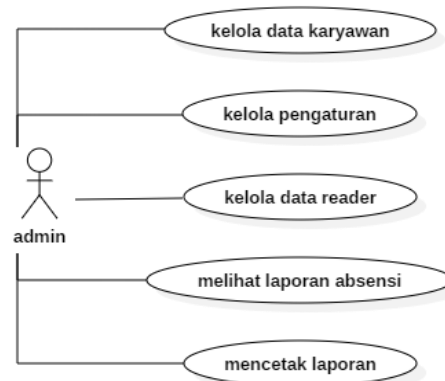 kelola data karyawan
kelola pengaturan
kelola data reader
admin
melihat laporan absensi
mencetak laporan